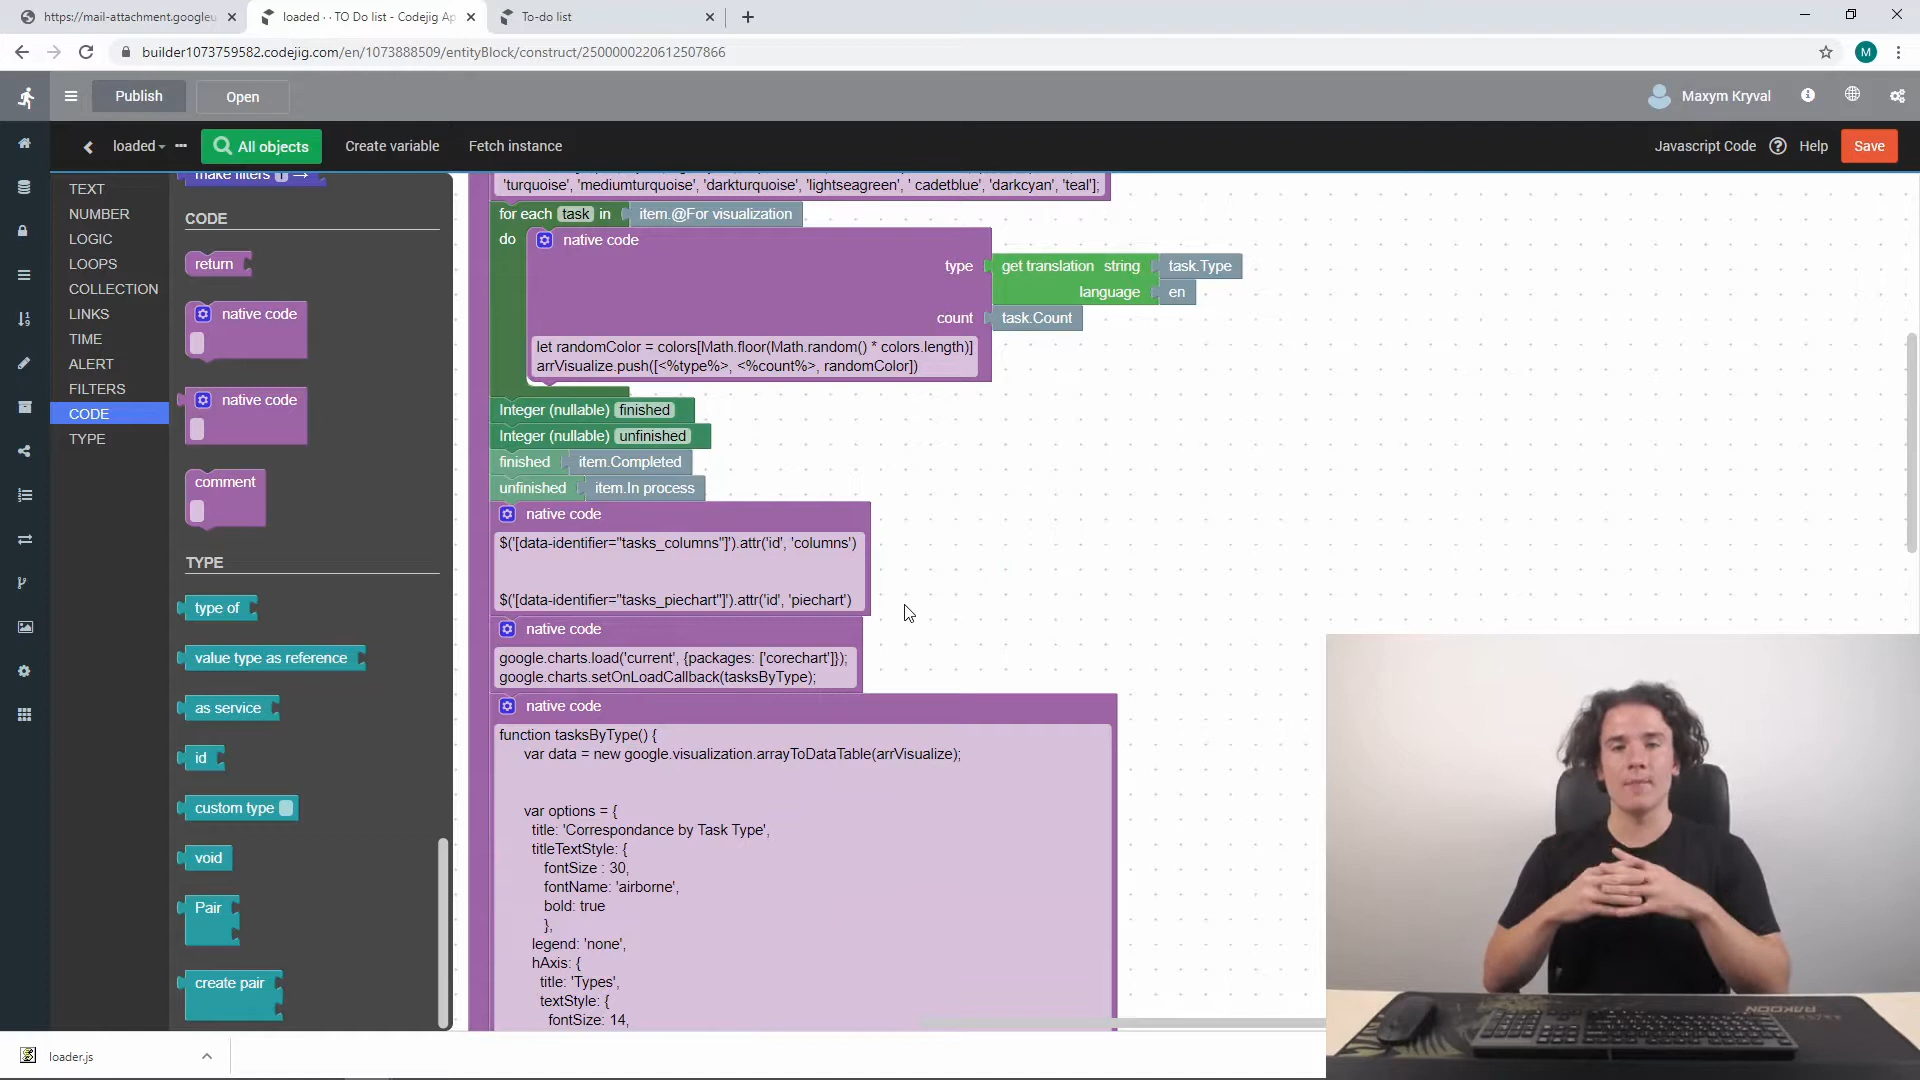 https://mail-attachment.googleu
loaded · · TO Do list - Codejig Ap
To-do list
builder1073759582.codejig.com/en/1073888509/entityBlock/construct/2500000220612507866
M
Publish
Open
Maxym Kryval
loaded
All objects
Create variable
Fetch instance
Javascript Code
Help
Save
TEXT
NUMBER
LOGIC
LOOPS
COLLECTION
LINKS
TIME
ALERT
FILTERS
CODE
TYPE
make filters
CODE
return
native code
native code
comment
TYPE
type of
value type as reference
as service
id
custom type
void
Pair
create pair
'turquoise', 'mediumturquoise', 'darkturquoise', 'lightseagreen', ' cadetblue', 'darkcyan', 'teal'];
for each task in item.@For visualization
do native code
type get translation string task.Type
language en
count task.Count
let randomColor = colors[Math.floor(Math.random() * colors.length)]
arrVisualize.push([<%type%>, <%count%>, randomColor])
Integer (nullable) finished
Integer (nullable) unfinished
finished item.Completed
unfinished item.In process
native code
$('[data-identifier="tasks_columns"]').attr('id', 'columns')
$('[data-identifier="tasks_piechart"]').attr('id', 'piechart')
native code
google.charts.load('current', {packages: ['corechart']});
google.charts.setOnLoadCallback(tasksByType);
native code
function tasksByType() {
var data = new google.visualization.arrayToDataTable(arrVisualize);
var options = {
title: 'Correspondance by Task Type',
titleTextStyle: {
fontSize : 30,
fontName: 'airborne',
bold: true
},
legend: 'none',
hAxis: {
title: 'Types',
textStyle: {
fontSize: 14,
loader.js